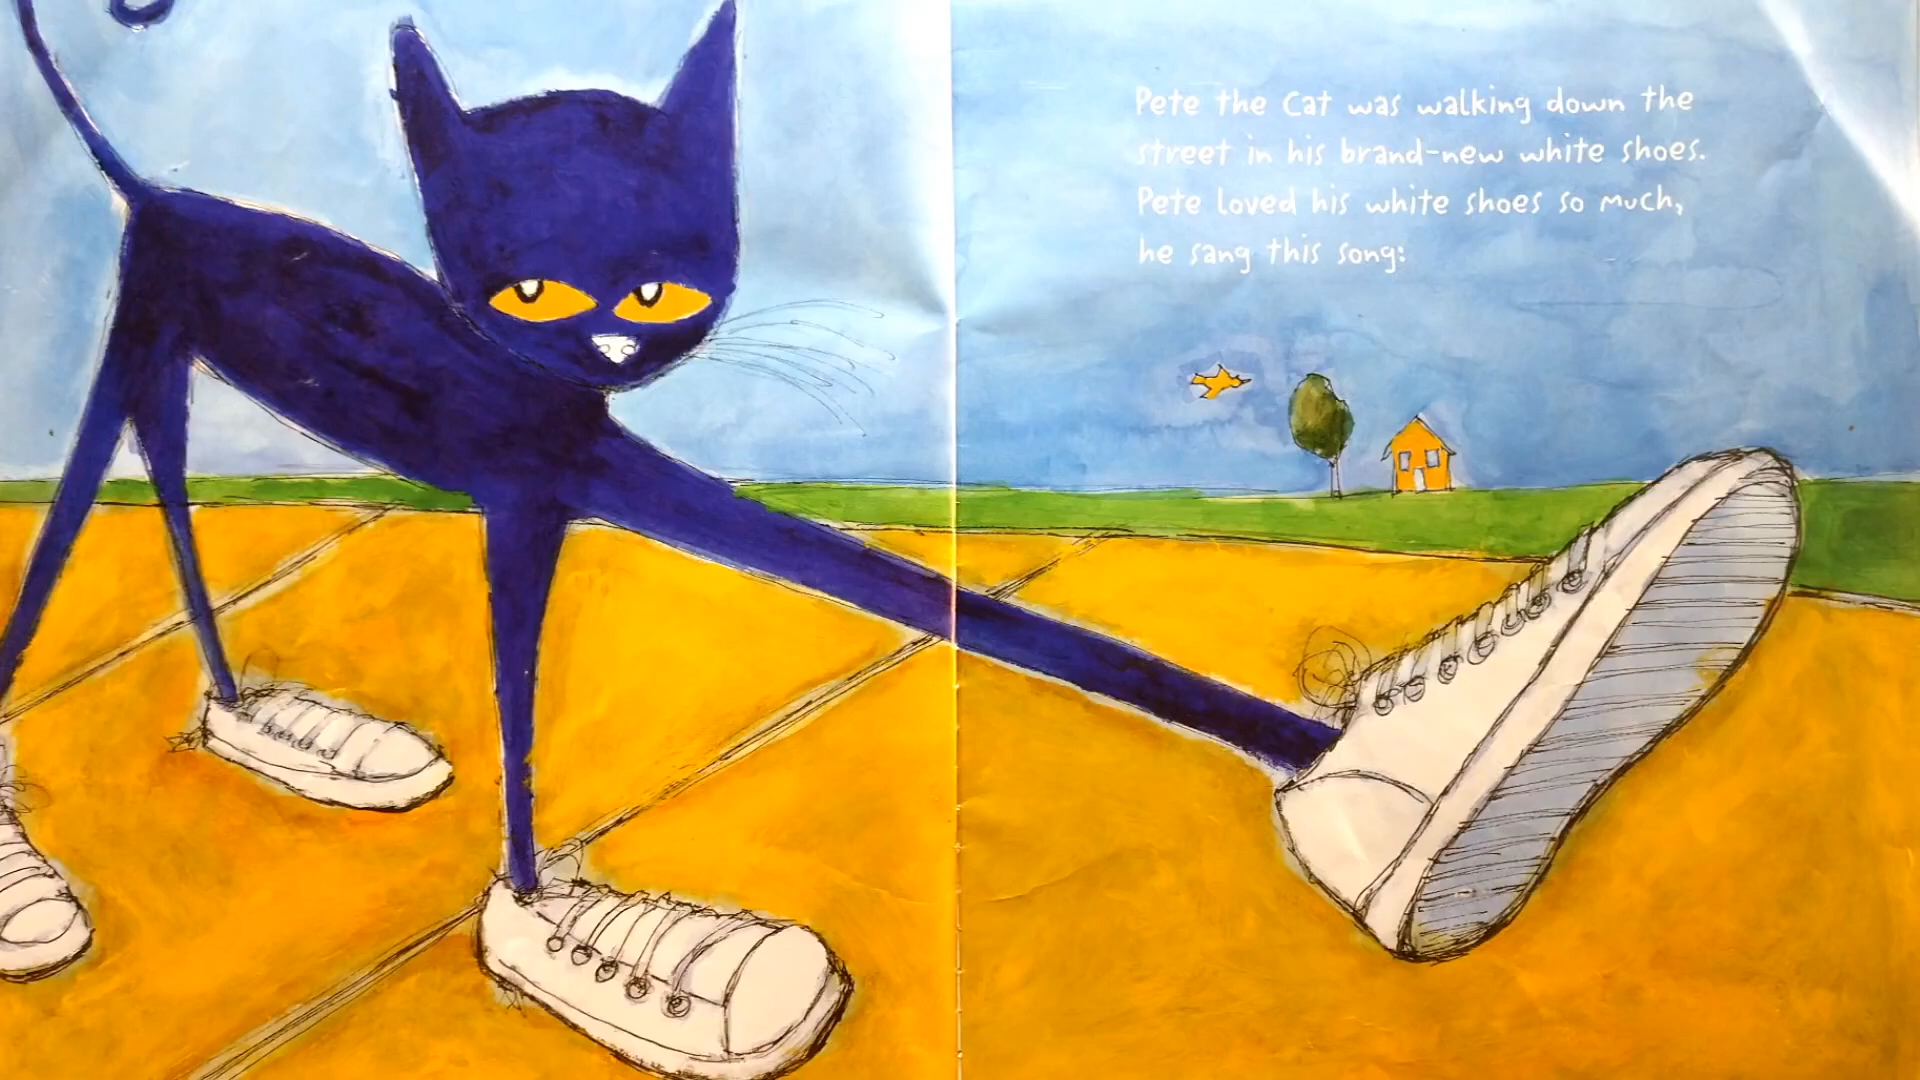 Pete the Cat was walking down the
street in his brand-new white shoes.
Pete loved his white shoes so much,
he sang this song: